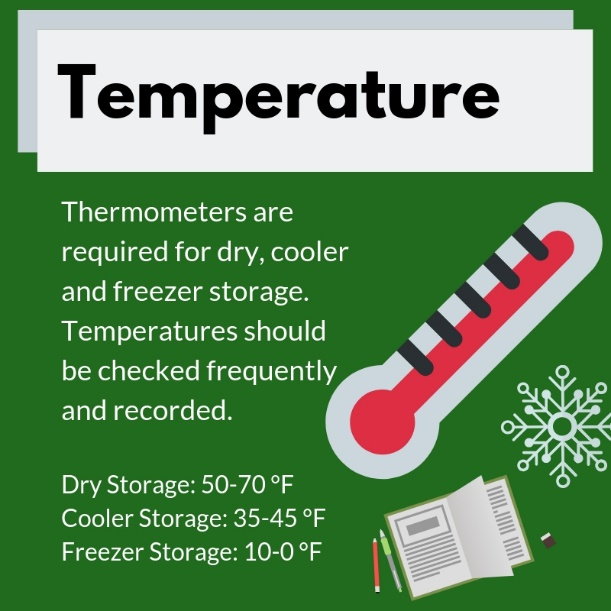 Temperature
Thermometers are
required for dry, cooler
and freezer storage.
Temperatures should
be checked frequently
and recorded.
Dry Storage: 50-70 °F
Cooler Storage: 35-45 °F
Freezer Storage: 10-0 °F